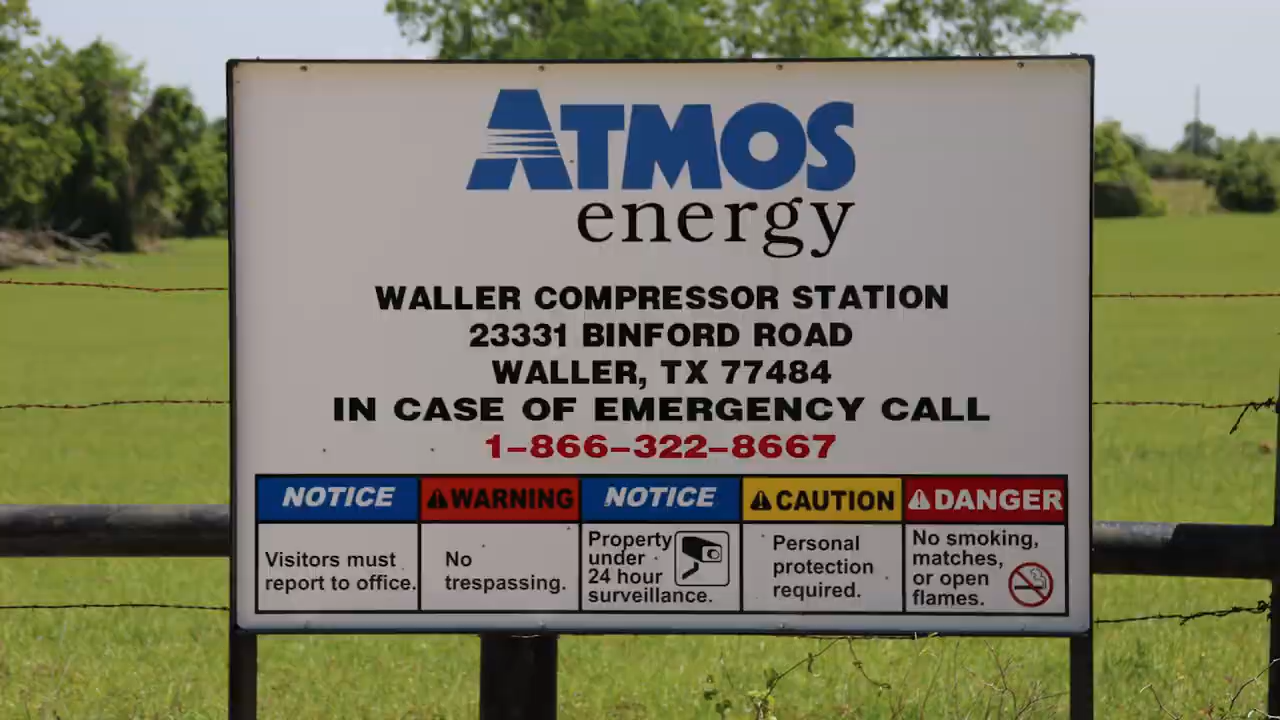 ATMOS
energy
WALLER COMPRESSOR STATION
23331 BINFORD ROAD
WALLER, TX 77484
IN CASE OF EMERGENCY CALL
1-866-322-8667
NOTICE
Visitors must
report to office.
WARNING
No
trespassing.
NOTICE
Property
under
24 hour
surveillance.
CAUTION
Personal
protection
required.
DANGER
No smoking,
matches,
or open
flames.